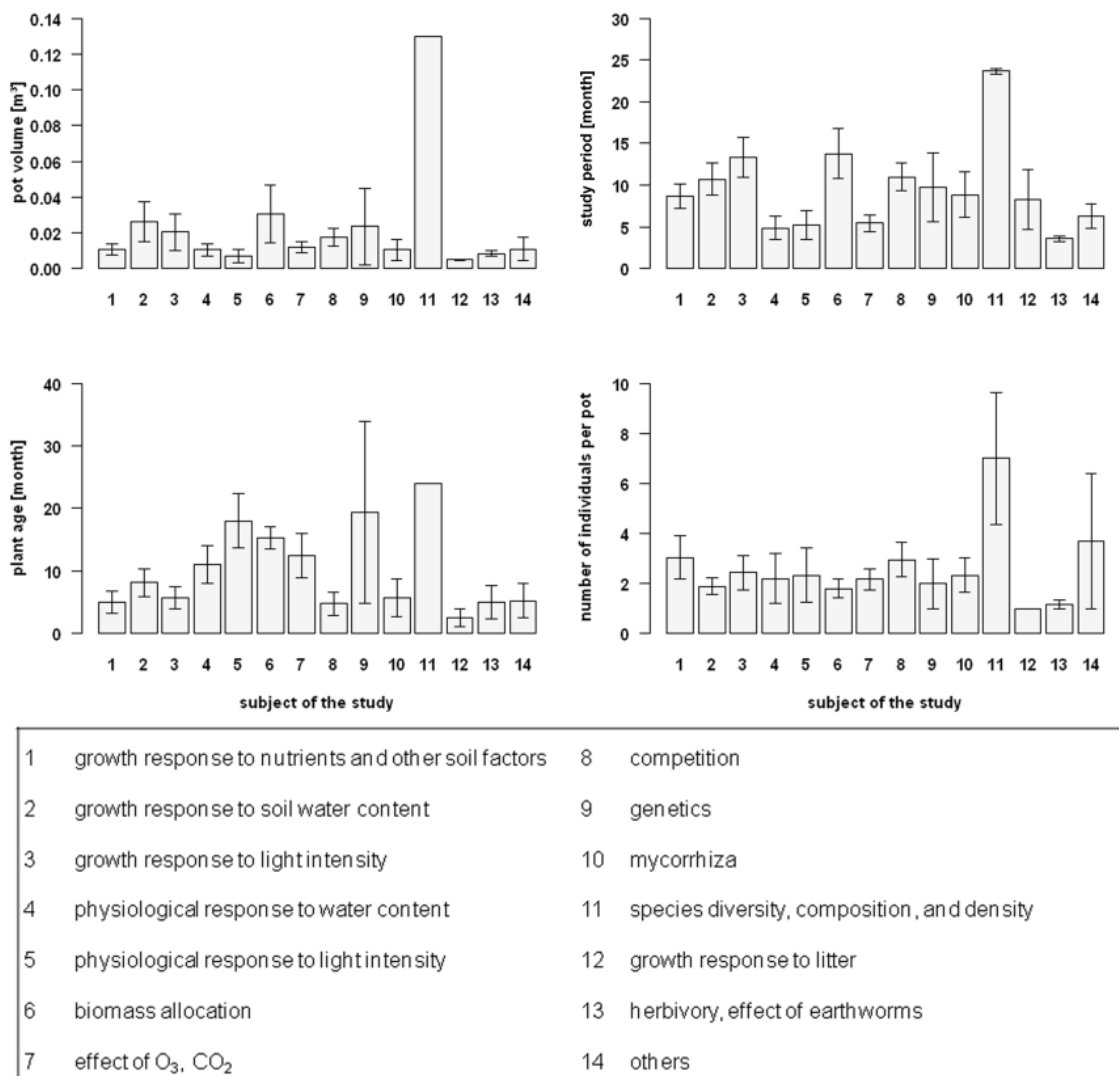 0.14
0.12
0.10
0.08
0.06
0.04
0.02
0.00
pot volume [m³]
1 2 3 4 5 6 7 8 9 10 11 12 13 14
30
25
20
15
10
5
0
study period [month]
1 2 3 4 5 6 7 8 9 10 11 12 13 14
40
30
20
10
0
plant age [month]
1 2 3 4 5 6 7 8 9 10 11 12 13 14
subject of the study
10
8
6
4
2
0
number of individuals per pot
1 2 3 4 5 6 7 8 9 10 11 12 13 14
subject of the study
1 growth response to nutrients and other soil factors
2 growth response to soil water content
3 growth response to light intensity
4 physiological response to water content
5 physiological response to light intensity
6 biomass allocation
7 effect of O₃, CO₂
8 competition
9 genetics
10 mycorrhiza
11 species diversity, composition, and density
12 growth response to litter
13 herbivory, effect of earthworms
14 others